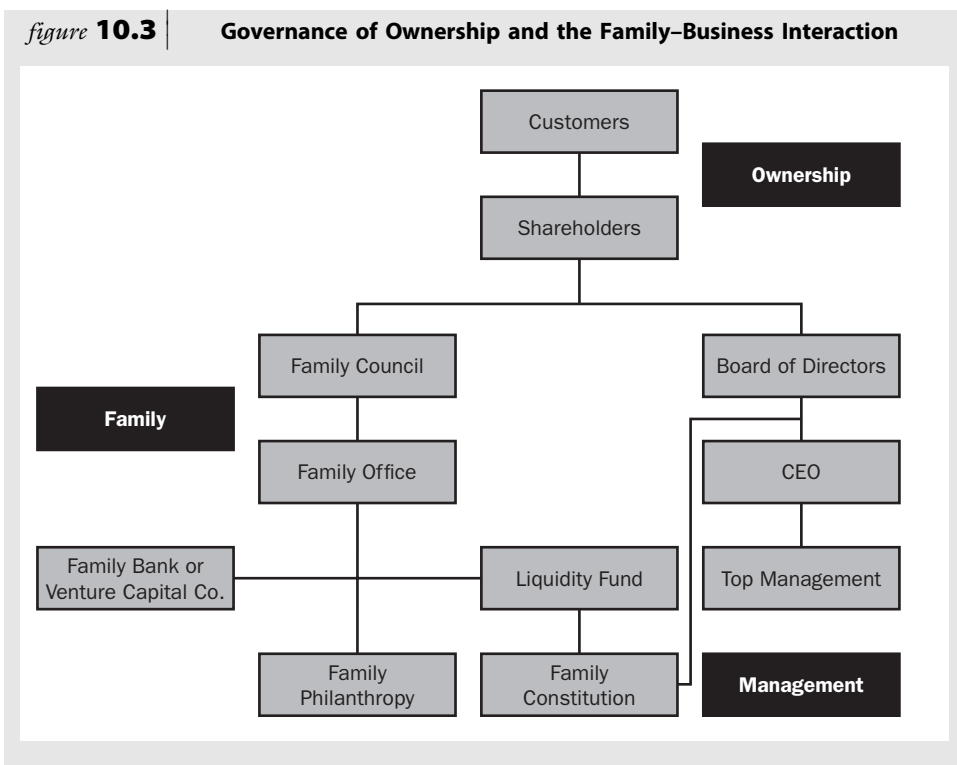 figure 10.3 Governance of Ownership and the Family–Business Interaction
Customers
Ownership
Shareholders
Family Council
Board of Directors
Family
Family Office
CEO
Family Bank or
Venture Capital Co.
Liquidity Fund
Top Management
Family
Philanthropy
Family
Constitution
Management